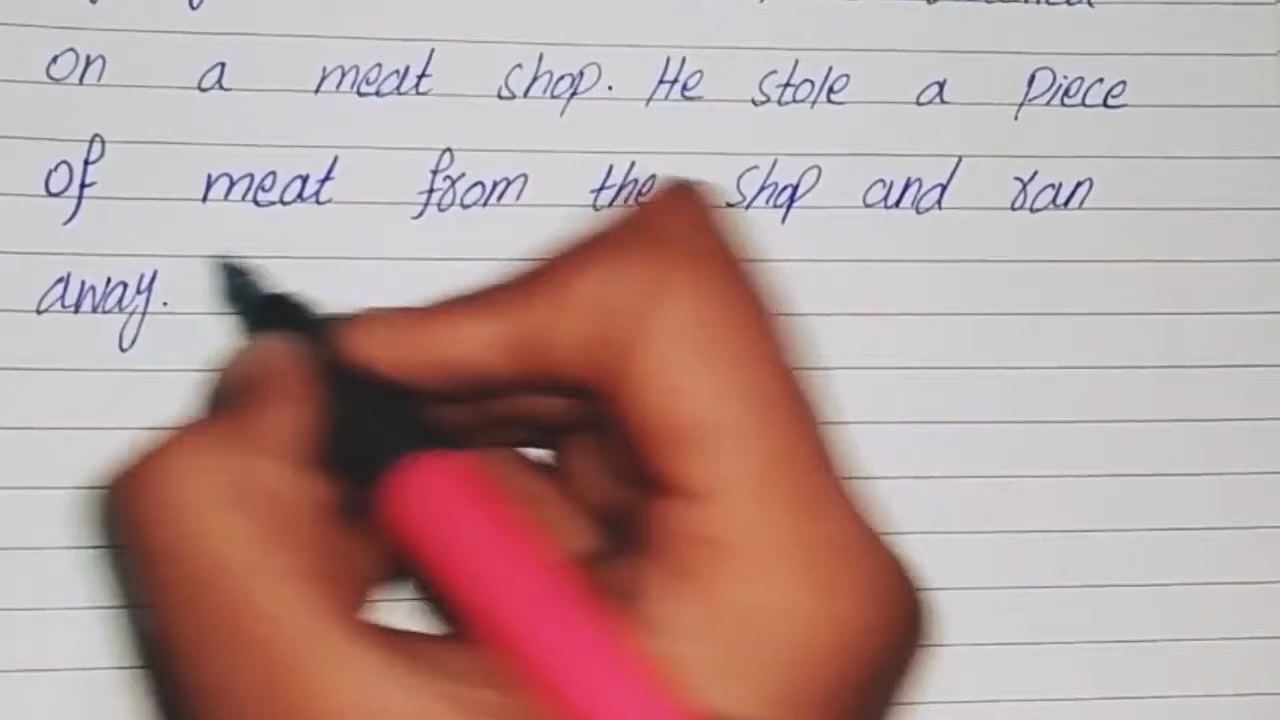 on a meat shop. He stole a Piece
of meat from the shop and ran
away.